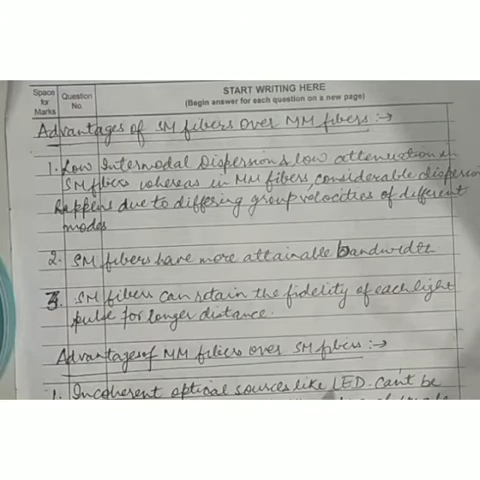 Space for Marks
Question No.
START WRITING HERE
(Begin answer for each question on a new page)
Advantages of SM fibers over MM fibers :→
1. Low Intermodal Dispersion & low attenuation in
SM fibers whereas in MM fibers, considerable dispersion
happens due to differing group velocities of different
modes
2. SM fibers have more attainable bandwidth
3. SM fibers can retain the fidelity of each light
pulse for longer distance.
Advantages of MM fibers over SM fibers :→
1. Incoherent optical sources like LED can't be